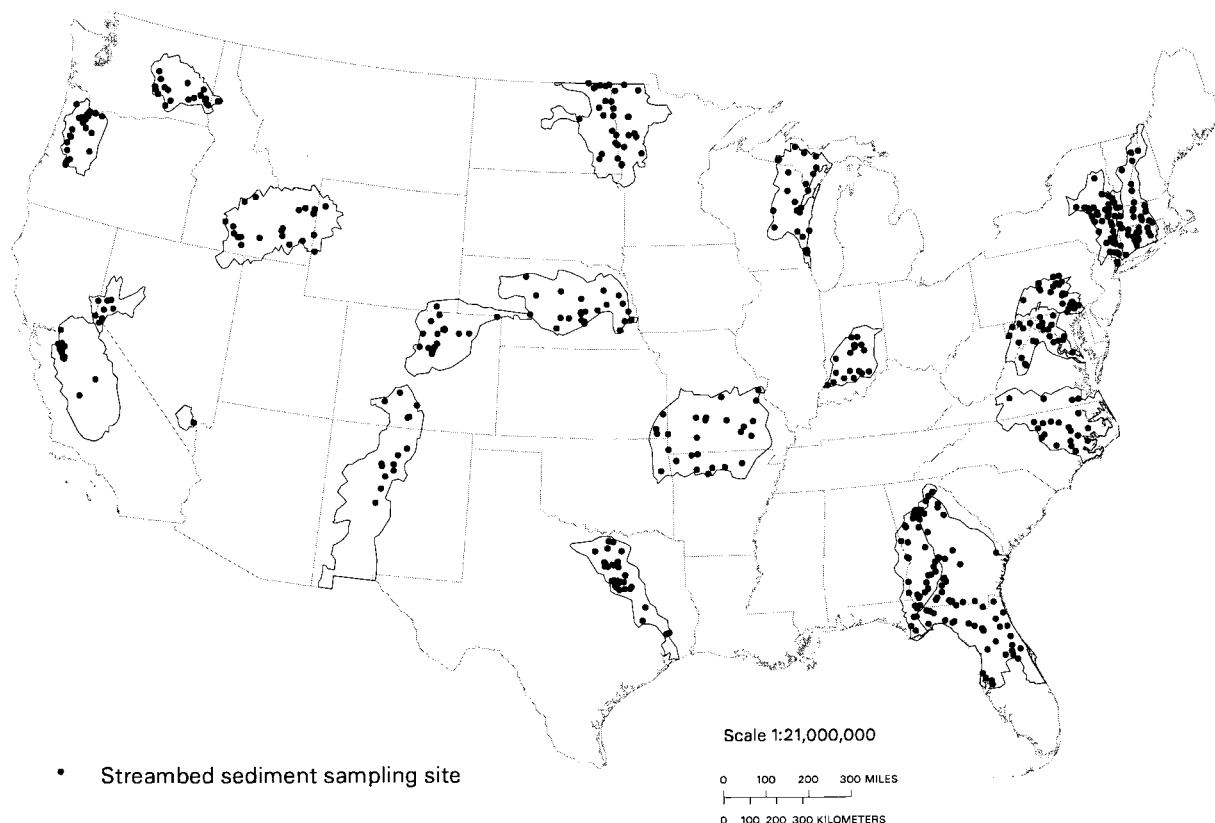 Scale 1:21,000,000
• Streambed sediment sampling site
0 100 200 300 MILES
0 100 200 300 KILOMETERS